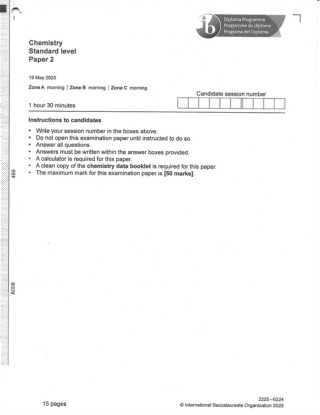 Diploma Programme
Programme du diplôme
Programa del Diploma
Chemistry
Standard level
Paper 2
19 May 2025
Zone A morning | Zone B morning | Zone C morning
Candidate session number
1 hour 30 minutes
Instructions to candidates
• Write your session number in the boxes above.
• Do not open this examination paper until instructed to do so.
• Answer all questions.
• Answers must be written within the answer boxes provided.
• A calculator is required for this paper.
• A clean copy of the chemistry data booklet is required for this paper.
• The maximum mark for this examination paper is [50 marks].
15 pages
2225–6224
© International Baccalaureate Organization 2025